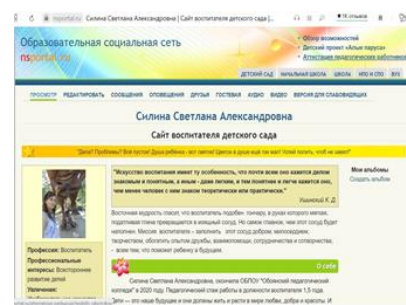 nsportal.ru Силина Светлана Александровна | Сайт воспитателя детского сада |
Образовательная социальная сеть
nsportal.ru
Обзор возможностей
Детский проект «Алые паруса»
Аттестация педагогических работников
ДЕТСКИЙ САД НАЧАЛЬНАЯ ШКОЛА ШКОЛА НПО И СПО ВУЗ
ПРОСМОТР РЕДАКТИРОВАТЬ СООБЩЕНИЯ ОПОВЕЩЕНИЯ ДРУЗЬЯ ГОСТЕВАЯ АУДИО ВИДЕО ВЕРСИЯ ДЛЯ СЛАБОВИДЯЩИХ
Силина Светлана Александровна
Сайт воспитателя детского сада
"Искусство воспитания имеет ту особенность, что почти всем оно кажется делом
знакомым и понятным, а иным - даже легким, и тем понятнее и легче кажется оно,
чем менее человек с ним знаком теоретически или практически."
Ушинский К. Д.
Мои альбомы
Создать альбом
Восточная мудрость гласит, что воспитатель подобен гончару, в руках которого мягкая,
податливая глина превращается в изящный сосуд. Но самое главное, чем этот сосуд будет
наполнен. Миссия воспитателя – заполнить этот сосуд добром, милосердием,
творчеством, обогатить опытом дружбы, взаимопомощи, сотрудничества и сотворчества,
- всем тем, что поможет ребенку в будущем.
О себе
Профессия: Воспитатель
Профессиональные
интересы: Всестороннее
развитие детей
Увлечения:
Силина Светлана Александровна, окончила ОБПОУ "Обоянский педагогический
колледж" в 2020 году. Педагогический стаж работы в должности воспитателя 1,5 года.
Дети — это наше будущее и они должны жить и расти в мире любви, добра и красоты. И